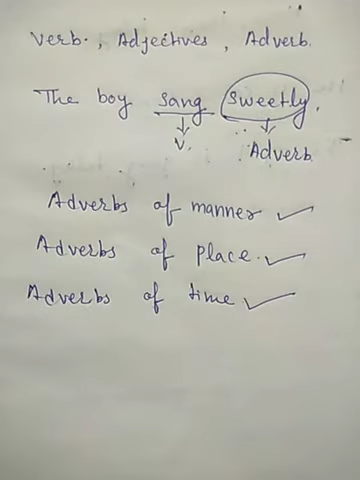 Verb., Adjectives, Adverb.
The boy sang sweetly.
V. Adverb
Adverbs of manner
Adverbs of place.
Adverbs of time